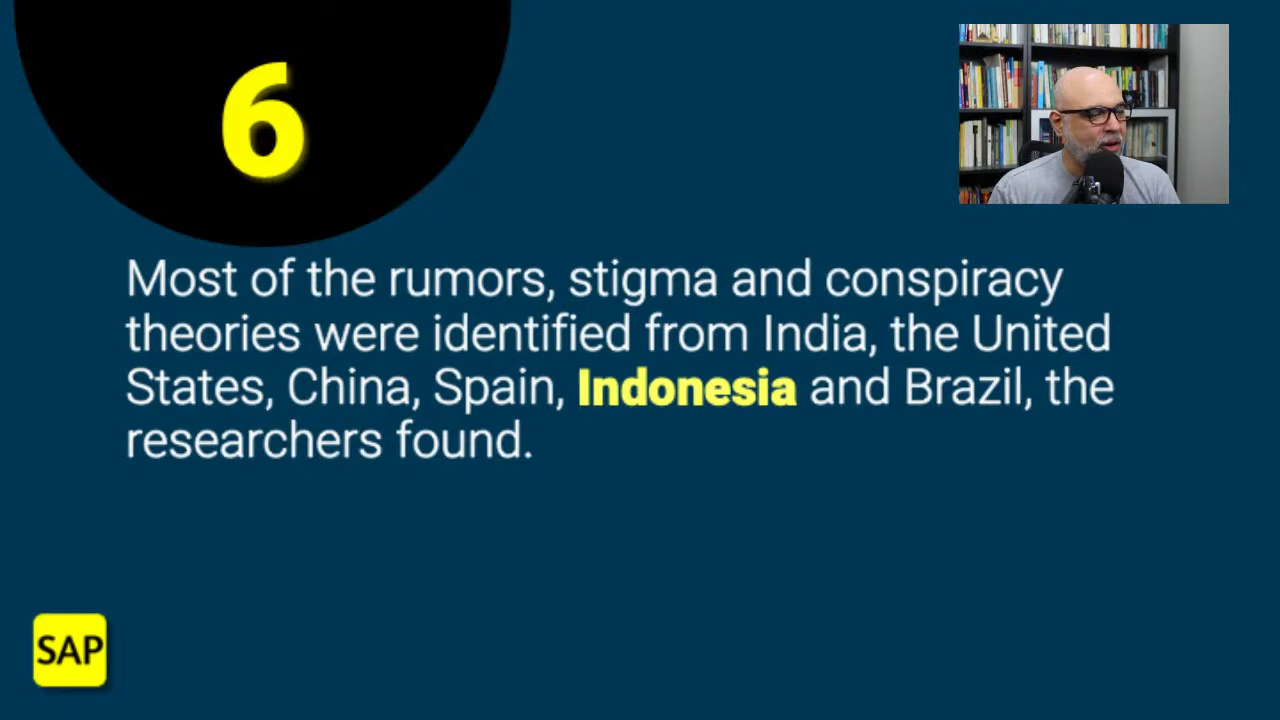 6
Most of the rumors, stigma and conspiracy
theories were identified from India, the United
States, China, Spain, Indonesia and Brazil, the
researchers found.
SAP